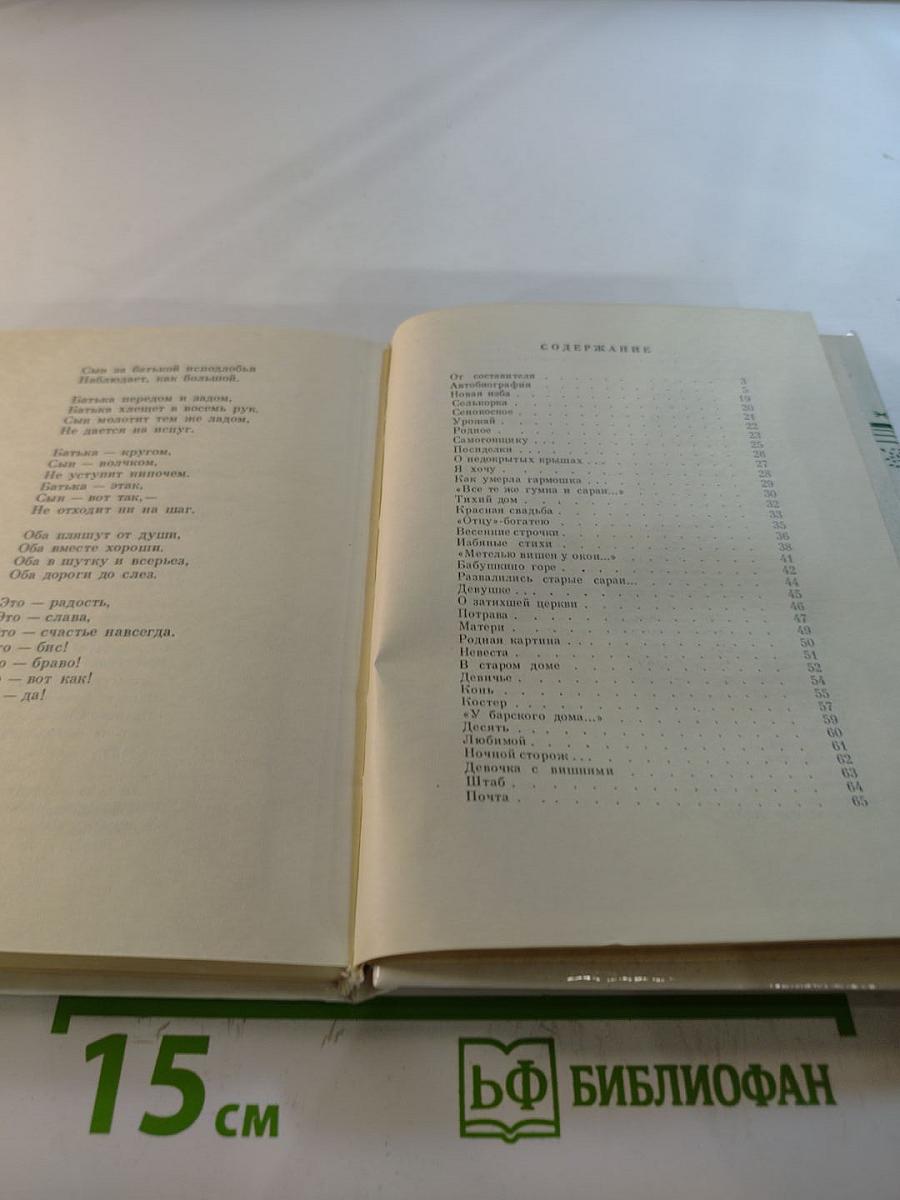 Сын за батькой исподлобья
Наблюдает, как большой.
Батька передом и задом,
Батька хлещет в восемь рук,
Сын молотит тем же ладом,
Не дается на испуг.
Батька — кругом,
Сын — волчком,
Не уступит нипочем.
Батька — этак,
Сын — вот так, —
Не отходит ни на шаг.
Оба пляшут от души,
Оба вместе хороши.
Оба в шутку и всерьез,
Оба дороги до слез.
Это — радость,
Это — слава,
то — счастье навсегда.
то — бис!
о — браво!
— вот как!
— да!
СОДЕРЖАНИЕ
От составителя . . . 3
Автобиография . . . 5
Новая изба . . . 19
Селькорка . . . 20
Сенокосное . . . 21
Урожай . . . 22
Родное . . . 23
Самогонщику . . . 25
Посиделки . . . 26
О недокрытых крышах . . . 27
Я хочу . . . 28
Как умерла гармошка . . . 29
«Все те же гумна и сараи...» 30
Тихий дом . . . 32
Красная свадьба . . . 33
«Отцу»-богатею . . . 35
Весенние строчки . . . 36
Избяные стихи . . . 38
«Метелью вишен у окон...» . . . 41
Бабушкино горе . . . 42
Развалились старые сараи... 44
Девушке . . . 45
О затихшей церкви . . . 46
Потрава . . . 47
Матери . . . 49
Родная картина . . . 50
Невеста . . . 51
В старом доме . . . 52
Девичье . . . 54
Конь . . . 55
Костер . . . 57
«У барского дома...» . . . 59
Десять . . . 60
Любимой . . . 61
Ночной сторож . . . 62
Девочка с вишнями . . . 63
Штаб . . . 64
Почта . . . 65
15 см
БФ БИБЛИОФАН